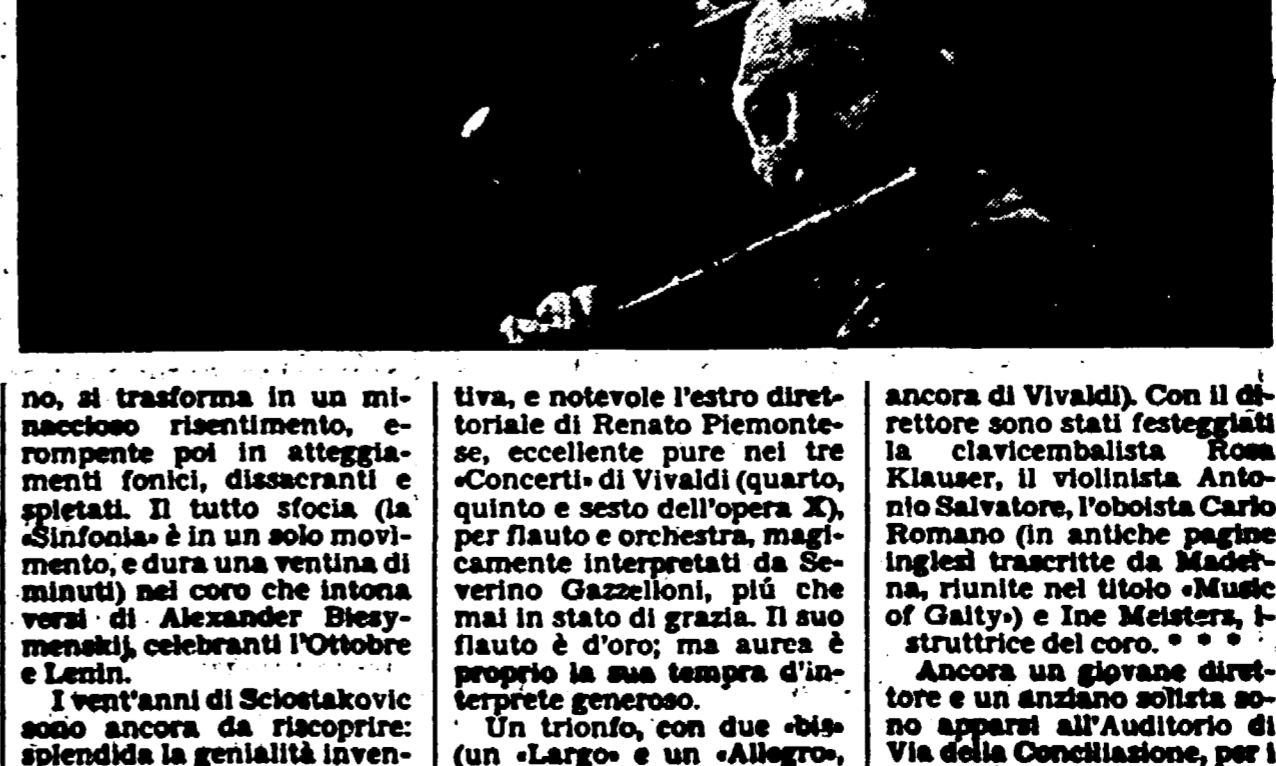 no, si trasforma in un mi-
naccioso risentimento, e-
rompente poi in atteggia-
menti fonici, dissacranti e
spietati. Il tutto sfocia (la
«Sinfonia» è in un solo movi-
mento, e dura una ventina di
minuti) nel coro che intona
versi di Alexander Biesy-
menskij, celebranti l'Ottobre
e Lenin.
I vent'anni di Sciostakovic
sono ancora da riscoprire:
splendida la genialità inven-
tiva, e notevole l'estro diret-
toriale di Renato Piemonte-
se, eccellente pure nei tre
«Concerti» di Vivaldi (quarto,
quinto e sesto dell'opera X),
per flauto e orchestra, magi-
camente interpretati da Se-
verino Gazzelloni, piú che
mai in stato di grazia. Il suo
flauto è d'oro; ma aurea è
proprio la sua tempra d'in-
terprete generoso.
Un trionfo, con due «bis»
(un «Largo» e un «Allegro»,
ancora di Vivaldi). Con il di-
rettore sono stati festeggiati
la clavicembalista Rosa
Klauser, il violinista Anto-
nio Salvatore, l'oboista Carlo
Romano (in antiche pagine
inglesi trascritte da Mader-
na, riunite nel titolo «Music
of Gaity») e Ine Meisters, i-
struttrice del coro. * * *
Ancora un giovane diret-
tore e un anziano solista so-
no apparsi all'Auditorio di
Via della Conciliazione, per i